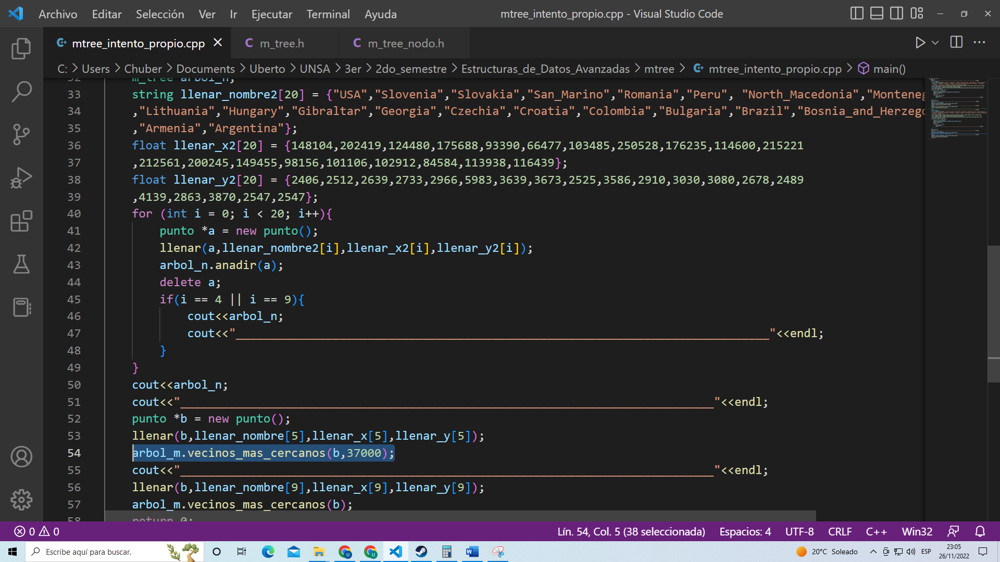 Archivo Editar Selección Ver Ir Ejecutar Terminal Ayuda mtree_intento_propio.cpp - Visual Studio Code
mtree_intento_propio.cpp m_tree.h m_tree_nodo.h
C: > Users > Chuber > Documents > Uberto > UNSA > 3er > 2do_semestre > Estructuras_de_Datos_Avanzadas > mtree > mtree_intento_propio.cpp > main()
32 m_tree arbol_n;
33 string llenar_nombre2[20] = {"USA","Slovenia","Slovakia","San_Marino","Romania","Peru", "North_Macedonia","Monteneg
34 ,"Lithuania","Hungary","Gibraltar","Georgia","Czechia","Croatia","Colombia","Bulgaria","Brazil","Bosnia_and_Herzego
35 ,"Armenia","Argentina"};
36 float llenar_x2[20] = {148104,202419,124480,175688,93390,66477,103485,250528,176235,114600,215221
37 ,212561,200245,149455,98156,101106,102912,84584,113938,116439};
38 float llenar_y2[20] = {2406,2512,2639,2733,2966,5983,3639,3673,2525,3586,2910,3030,3080,2678,2489
39 ,4139,2863,3870,2547,2547};
40 for (int i = 0; i < 20; i++){
41 punto *a = new punto();
42 llenar(a,llenar_nombre2[i],llenar_x2[i],llenar_y2[i]);
43 arbol_n.anadir(a);
44 delete a;
45 if(i == 4 || i == 9){
46 cout<<arbol_n;
47 cout<<"_____________________________________________________________________________"<<endl;
48 }
49 }
50 cout<<arbol_n;
51 cout<<"_____________________________________________________________________________"<<endl;
52 punto *b = new punto();
53 llenar(b,llenar_nombre[5],llenar_x[5],llenar_y[5]);
54 arbol_m.vecinos_mas_cercanos(b,37000);
55 cout<<"_____________________________________________________________________________"<<endl;
56 llenar(b,llenar_nombre[9],llenar_x[9],llenar_y[9]);
57 arbol_m.vecinos_mas_cercanos(b);
58 return 0;
0 0 Lín. 54, Col. 5 (38 seleccionada) Espacios: 4 UTF-8 CRLF C++ Win32
Escribe aquí para buscar. 20°C Soleado ESP 23:05
26/11/2022